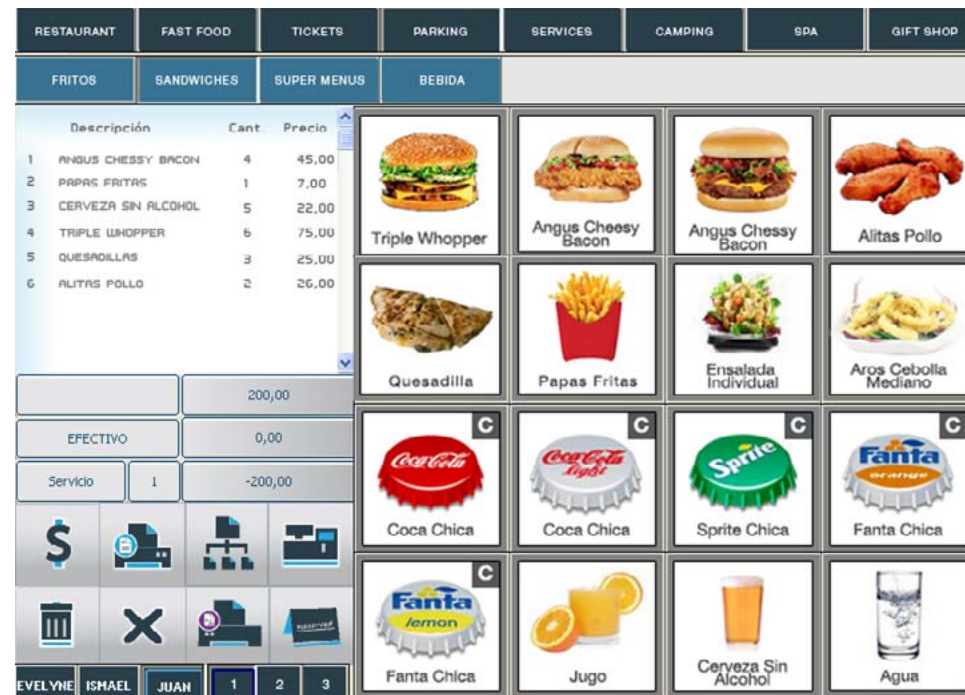 RESTAURANT FAST FOOD TICKETS PARKING SERVICES CAMPING SPA GIFT SHOP
FRITOS SANDWICHES SUPER MENUS BEBIDA
Descripción Cant. Precio
1 ANGUS CHESSY BACON 4 45,00
2 PAPAS FRITAS 1 7,00
3 CERVEZA SIN ALCOHOL 5 22,00
4 TRIPLE WHOPPER 6 75,00
5 QUESADILLAS 3 25,00
6 ALITAS POLLO 2 26,00
200,00
EFECTIVO 0,00
Servicio 1 -200,00
Triple Whopper
Angus Cheesy
Bacon
Angus Chessy
Bacon
Alitas Pollo
Quesadilla
Papas Fritas
Ensalada
Individual
Aros Cebolla
Mediano
C
Coca-Cola
Coca Chica
C
Coca-Cola
light
Coca Chica
C
Sprite
Sprite Chica
C
Fanta
orange
Fanta Chica
C
Fanta
lemon
Fanta Chica
Jugo
Cerveza Sin
Alcohol
Agua
Reserved
EVELYNE ISMAEL JUAN 1 2 3